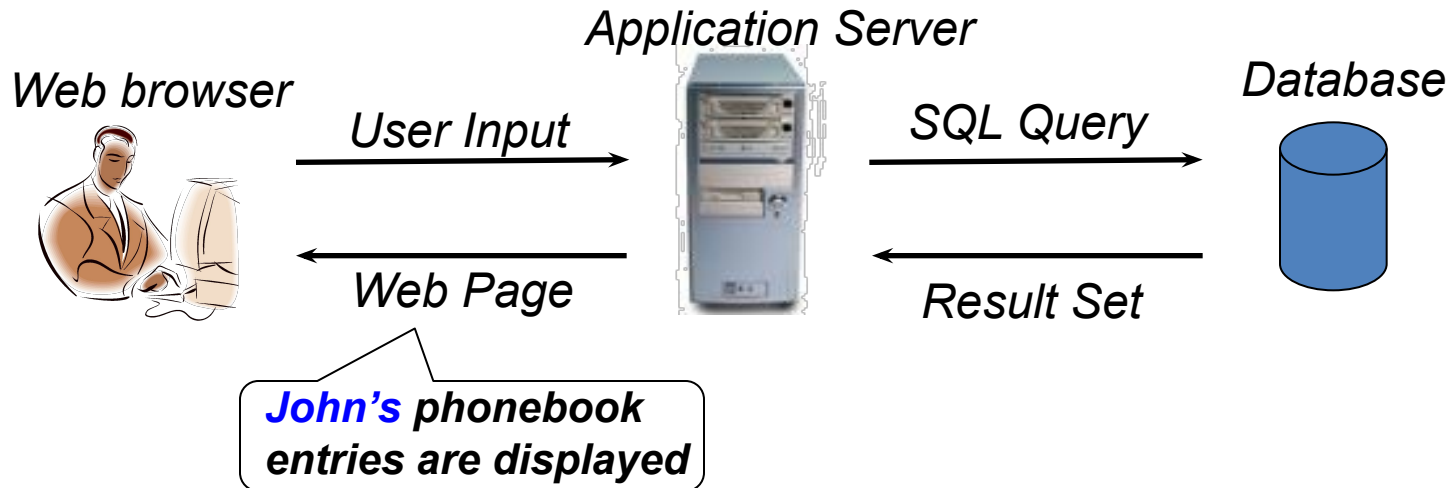 Application Server
Web browser
Database
User Input
SQL Query
Web Page
Result Set
John's phonebook
entries are displayed